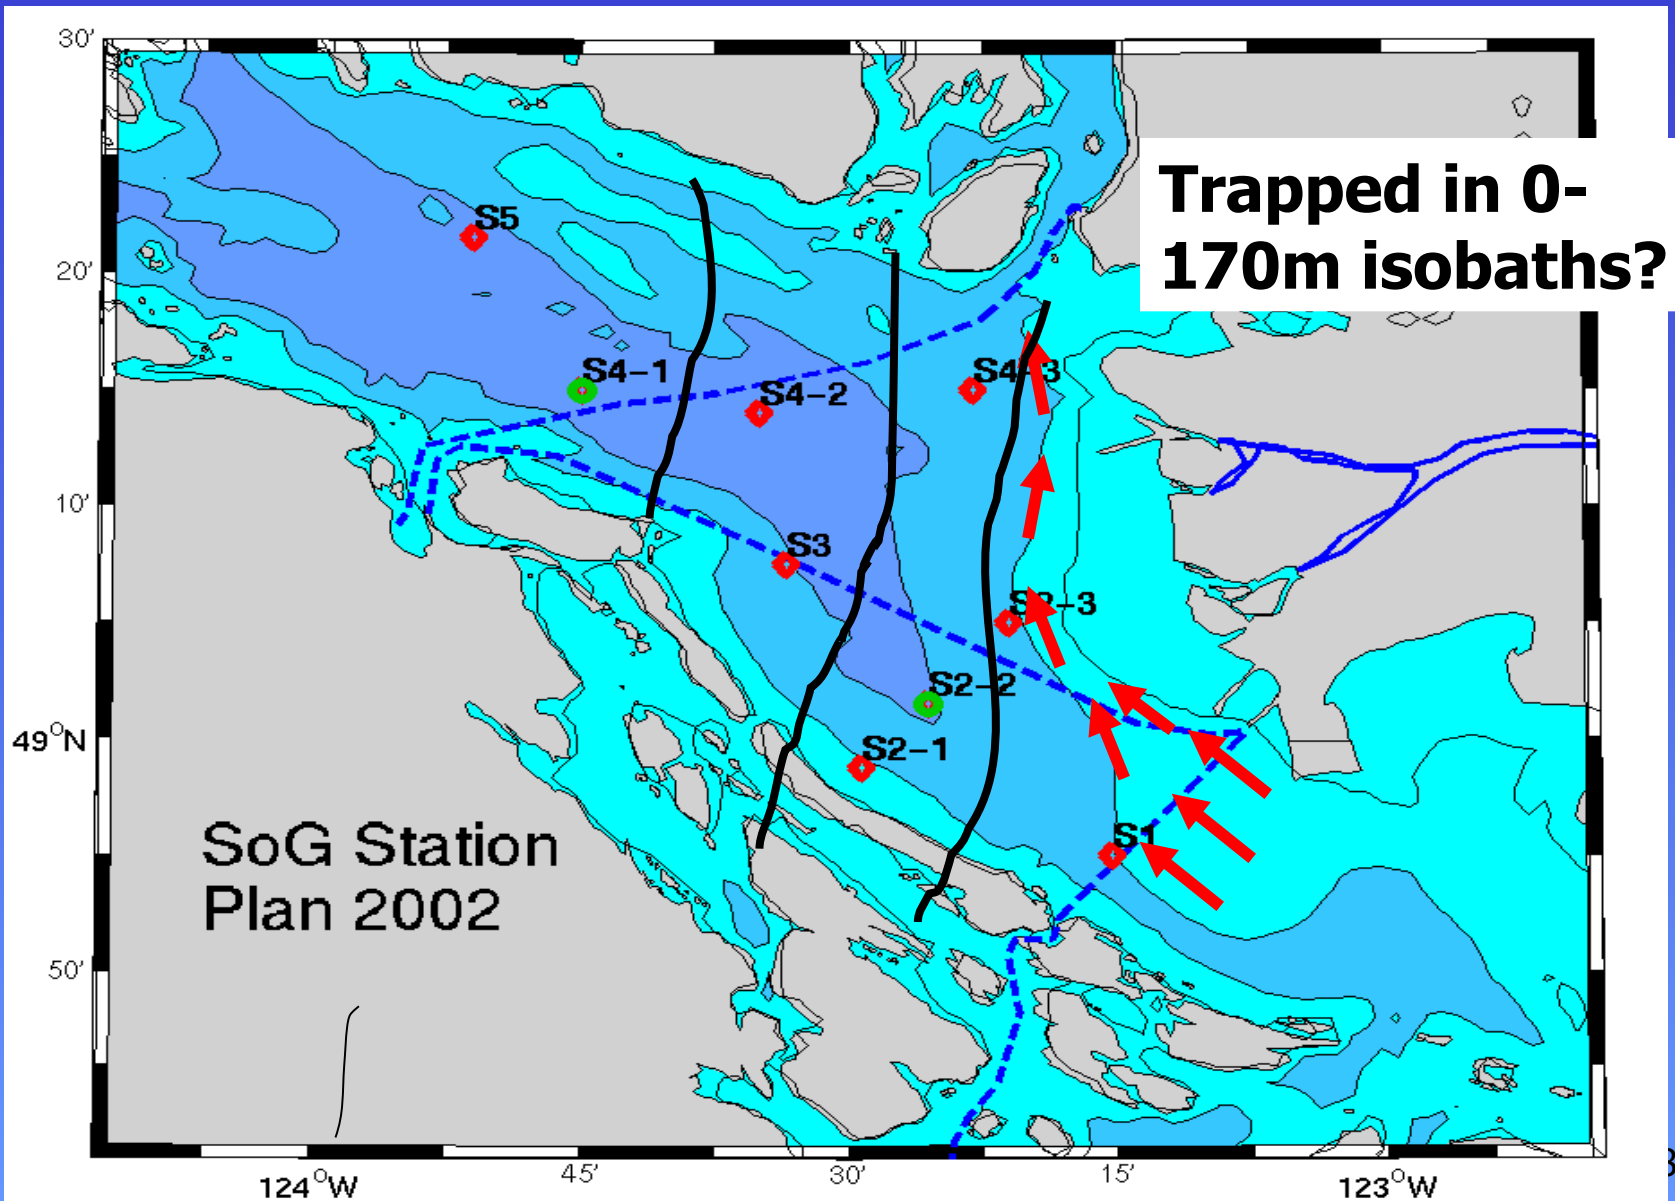 30'
Trapped in 0-
170m isobaths?
S5
20'
S4-1
S4-2
S4-3
10'
S3
S2-3
S2-2
49°N
S2-1
S1
SoG Station
Plan 2002
50'
124°W
45'
30'
15'
123°W